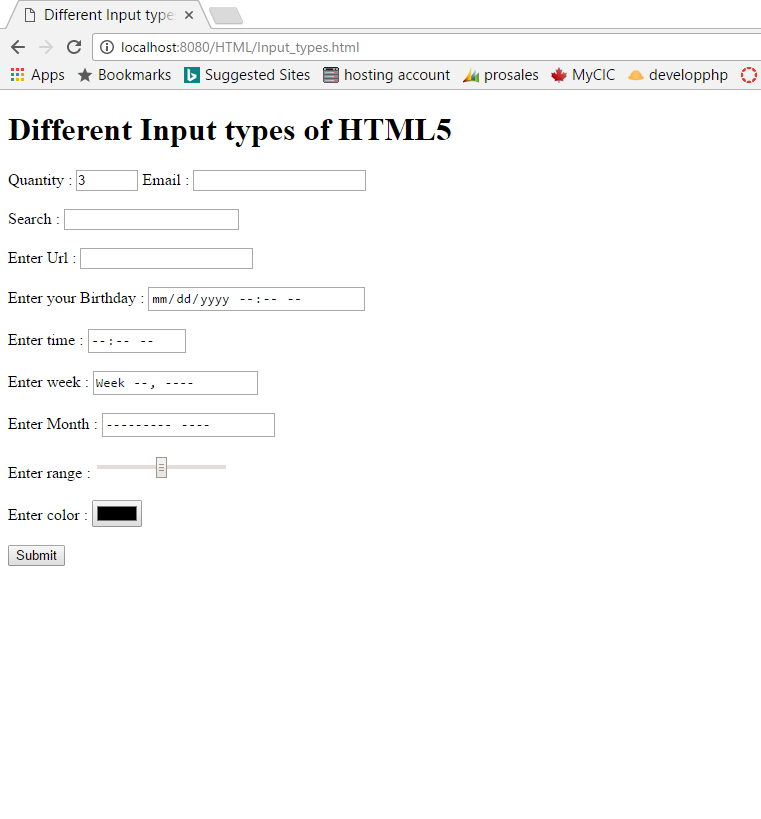 Different Input type
localhost:8080/HTML/Input_types.html
Apps Bookmarks Suggested Sites hosting account prosales MyCIC developphp
Different Input types of HTML5
Quantity : 3 Email :
Search :
Enter Url :
Enter your Birthday : mm/dd/yyyy --:-- --
Enter time : --:-- --
Enter week : Week --, ----
Enter Month : --------- ----
Enter range :
Enter color :
Submit